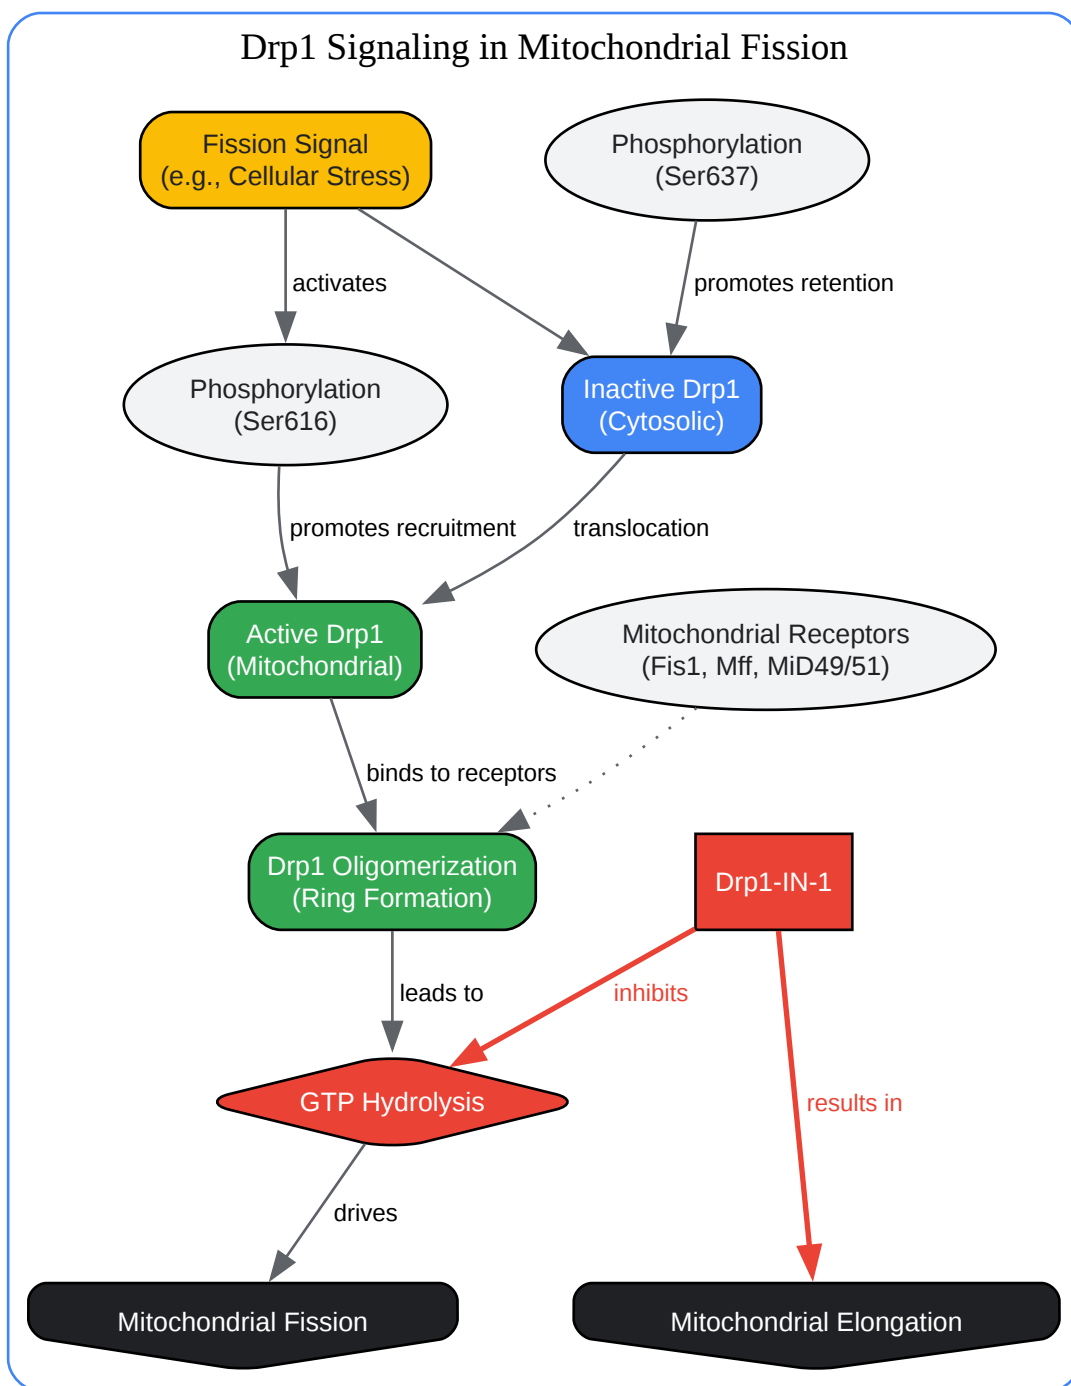 Drp1 Signaling in Mitochondrial Fission
Fission Signal
(e.g., Cellular Stress)
Phosphorylation
(Ser637)
activates
promotes retention
Phosphorylation
(Ser616)
Inactive Drp1
(Cytosolic)
promotes recruitment
translocation
Active Drp1
(Mitochondrial)
Mitochondrial Receptors
(Fis1, Mff, MiD49/51)
binds to receptors
Drp1 Oligomerization
(Ring Formation)
Drp1-IN-1
leads to
inhibits
GTP Hydrolysis
results in
drives
Mitochondrial Fission
Mitochondrial Elongation